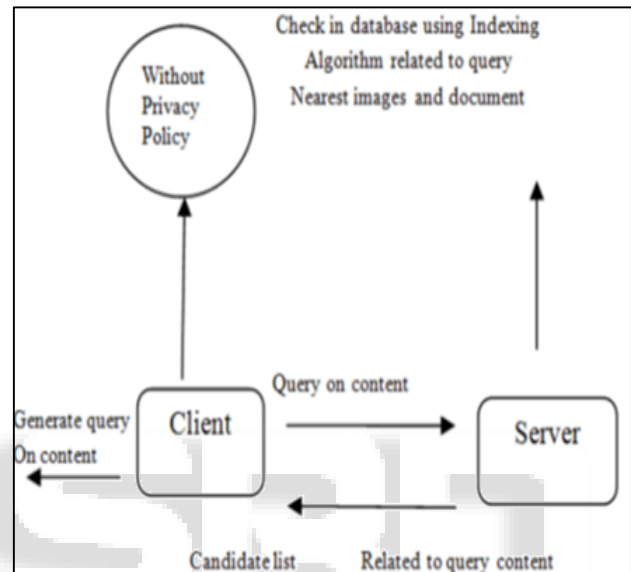 Check in database using Indexing
Algorithm related to query
Nearest images and document
Without
Privacy
Policy
Query on content
Generate query
On content
Client
Server
Candidate list
Related to query content